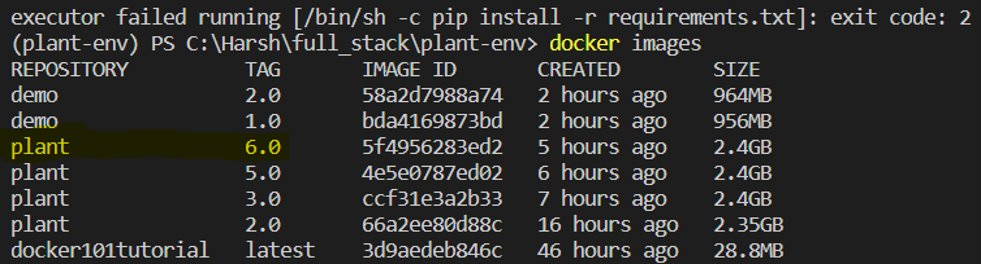 executor failed running [/bin/sh -c pip install -r requirements.txt]: exit code: 2
(plant-env) PS C:\Harsh\full_stack\plant-env> docker images
REPOSITORY TAG IMAGE ID CREATED SIZE
demo 2.0 58a2d7988a74 2 hours ago 964MB
demo 1.0 bda4169873bd 2 hours ago 956MB
plant 6.0 5f4956283ed2 5 hours ago 2.4GB
plant 5.0 4e5e0787ed02 6 hours ago 2.4GB
plant 3.0 ccf31e3a2b33 7 hours ago 2.4GB
plant 2.0 66a2ee80d88c 16 hours ago 2.35GB
docker101tutorial latest 3d9aedeb846c 46 hours ago 28.8MB